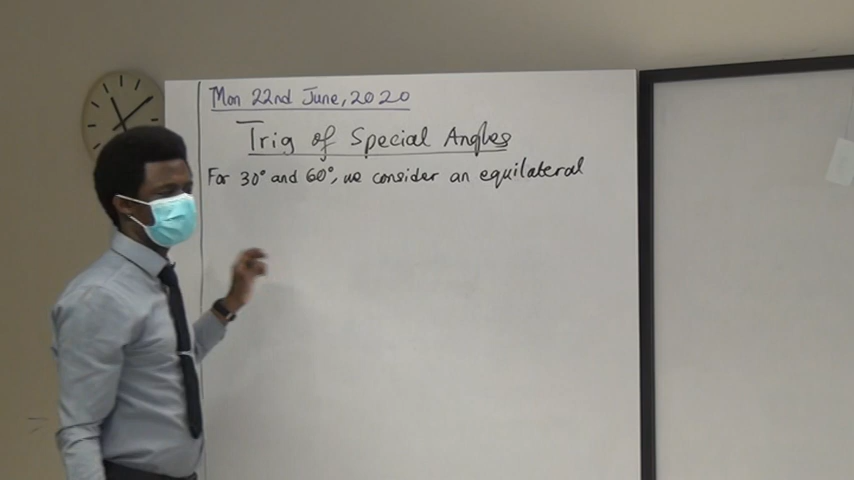 Mon 22nd June, 2020
Trig of Special Angles
For 30° and 60°, we consider an equilateral